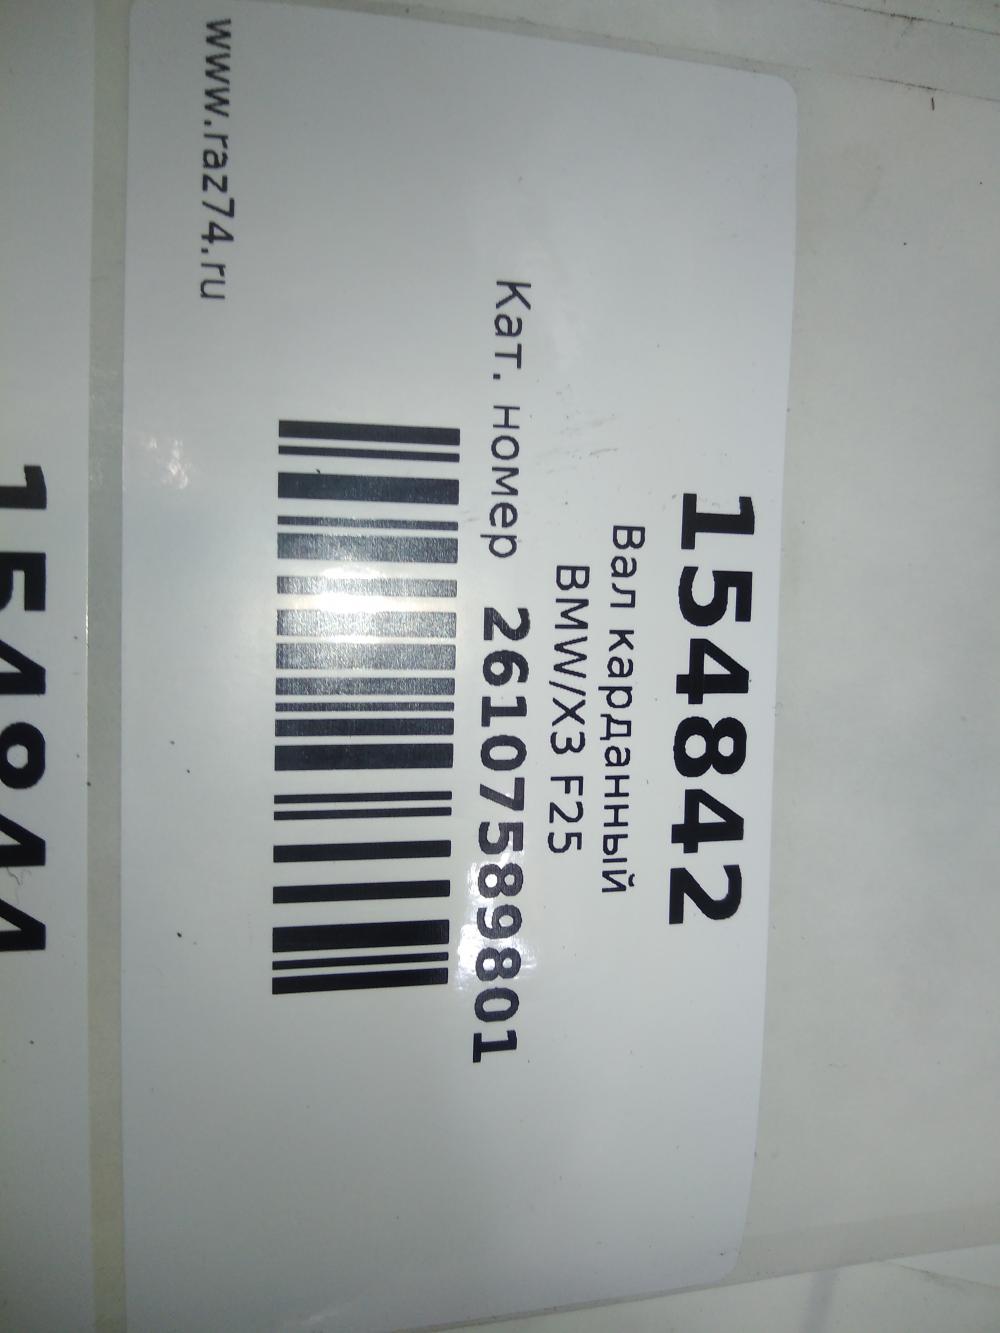 154842
Вал карданный
BMW/X3 F25
Кат. номер 26107589801
www.raz74.ru